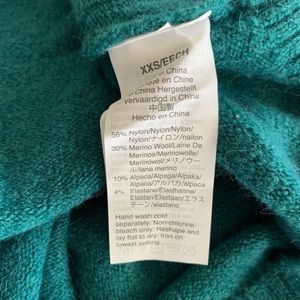 XXS/EECH
in China
en Chine
China Hergestellt
Vervaardigd in China
中国製
Hecho en China
56% Nylon/Nylon/Nylon/
Nylon/ナイロン/nailon
30% Merino Wool/Laine De
Merinos/Merinowolle/
Merinowol/メリノウー
ル/lana merino
10% Alpaca/Alpaga/Alpaka/
Alpaca/アルパカ/alpaca
4% Elastane/Élasthanne/
Elastan/Elastaan/エラス
テーン/elastano
Hand wash cold
separately. Non-chlorine
bleach only. Reshape and
lay flat to dry. Iron on
lowest setting.